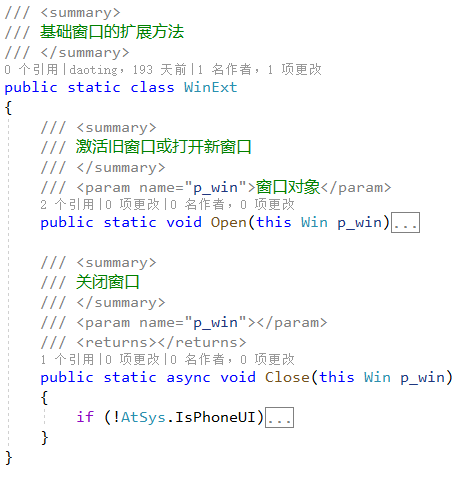 /// <summary>
/// 基础窗口的扩展方法
/// </summary>
0 个引用|daoting，193 天前|1 名作者，1 项更改
public static class WinExt
{
/// <summary>
/// 激活旧窗口或打开新窗口
/// </summary>
/// <param name="p_win">窗口对象</param>
2 个引用|0 项更改|0 名作者，0 项更改
public static void Open(this Win p_win)...
/// <summary>
/// 关闭窗口
/// </summary>
/// <param name="p_win"></param>
/// <returns></returns>
1 个引用|0 项更改|0 名作者，0 项更改
public static async void Close(this Win p_win)
{
if (!AtSys.IsPhoneUI)...
}
}